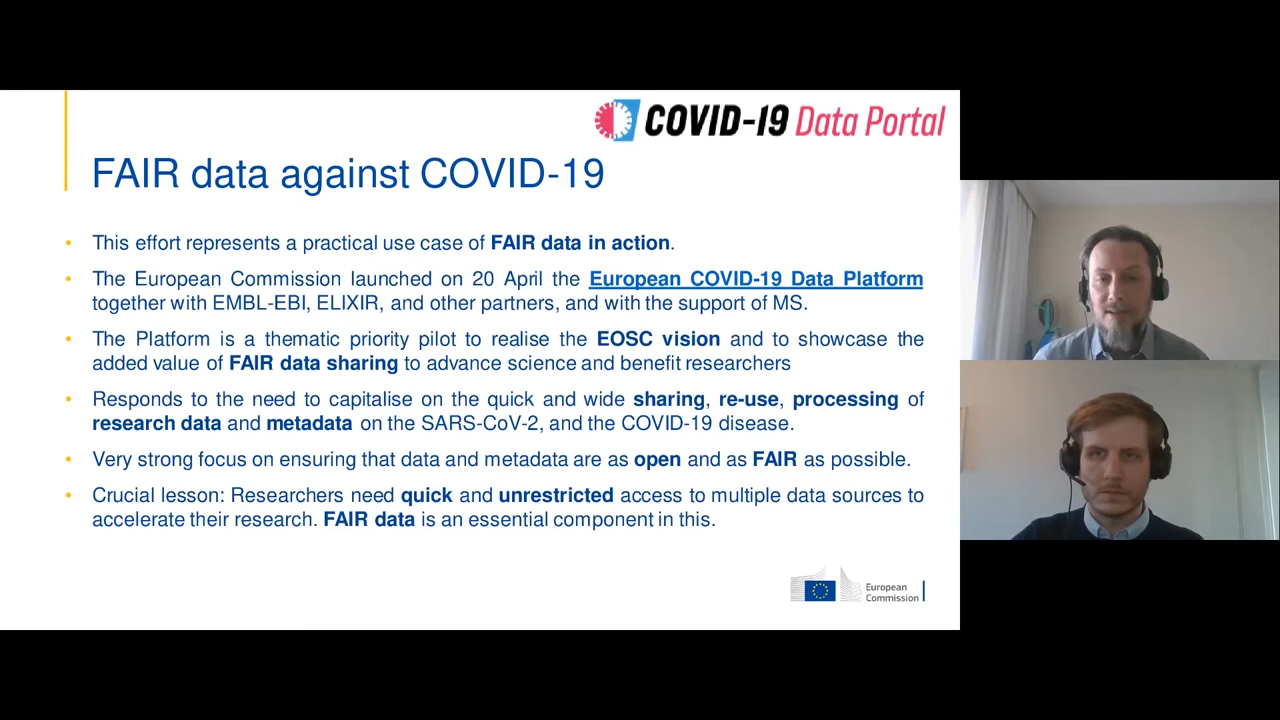 COVID-19 Data Portal
FAIR data against COVID-19
• This effort represents a practical use case of FAIR data in action.
• The European Commission launched on 20 April the European COVID-19 Data Platform
together with EMBL-EBI, ELIXIR, and other partners, and with the support of MS.
• The Platform is a thematic priority pilot to realise the EOSC vision and to showcase the
added value of FAIR data sharing to advance science and benefit researchers
• Responds to the need to capitalise on the quick and wide sharing, re-use, processing of
research data and metadata on the SARS-CoV-2, and the COVID-19 disease.
• Very strong focus on ensuring that data and metadata are as open and as FAIR as possible.
• Crucial lesson: Researchers need quick and unrestricted access to multiple data sources to
accelerate their research. FAIR data is an essential component in this.
European
Commission